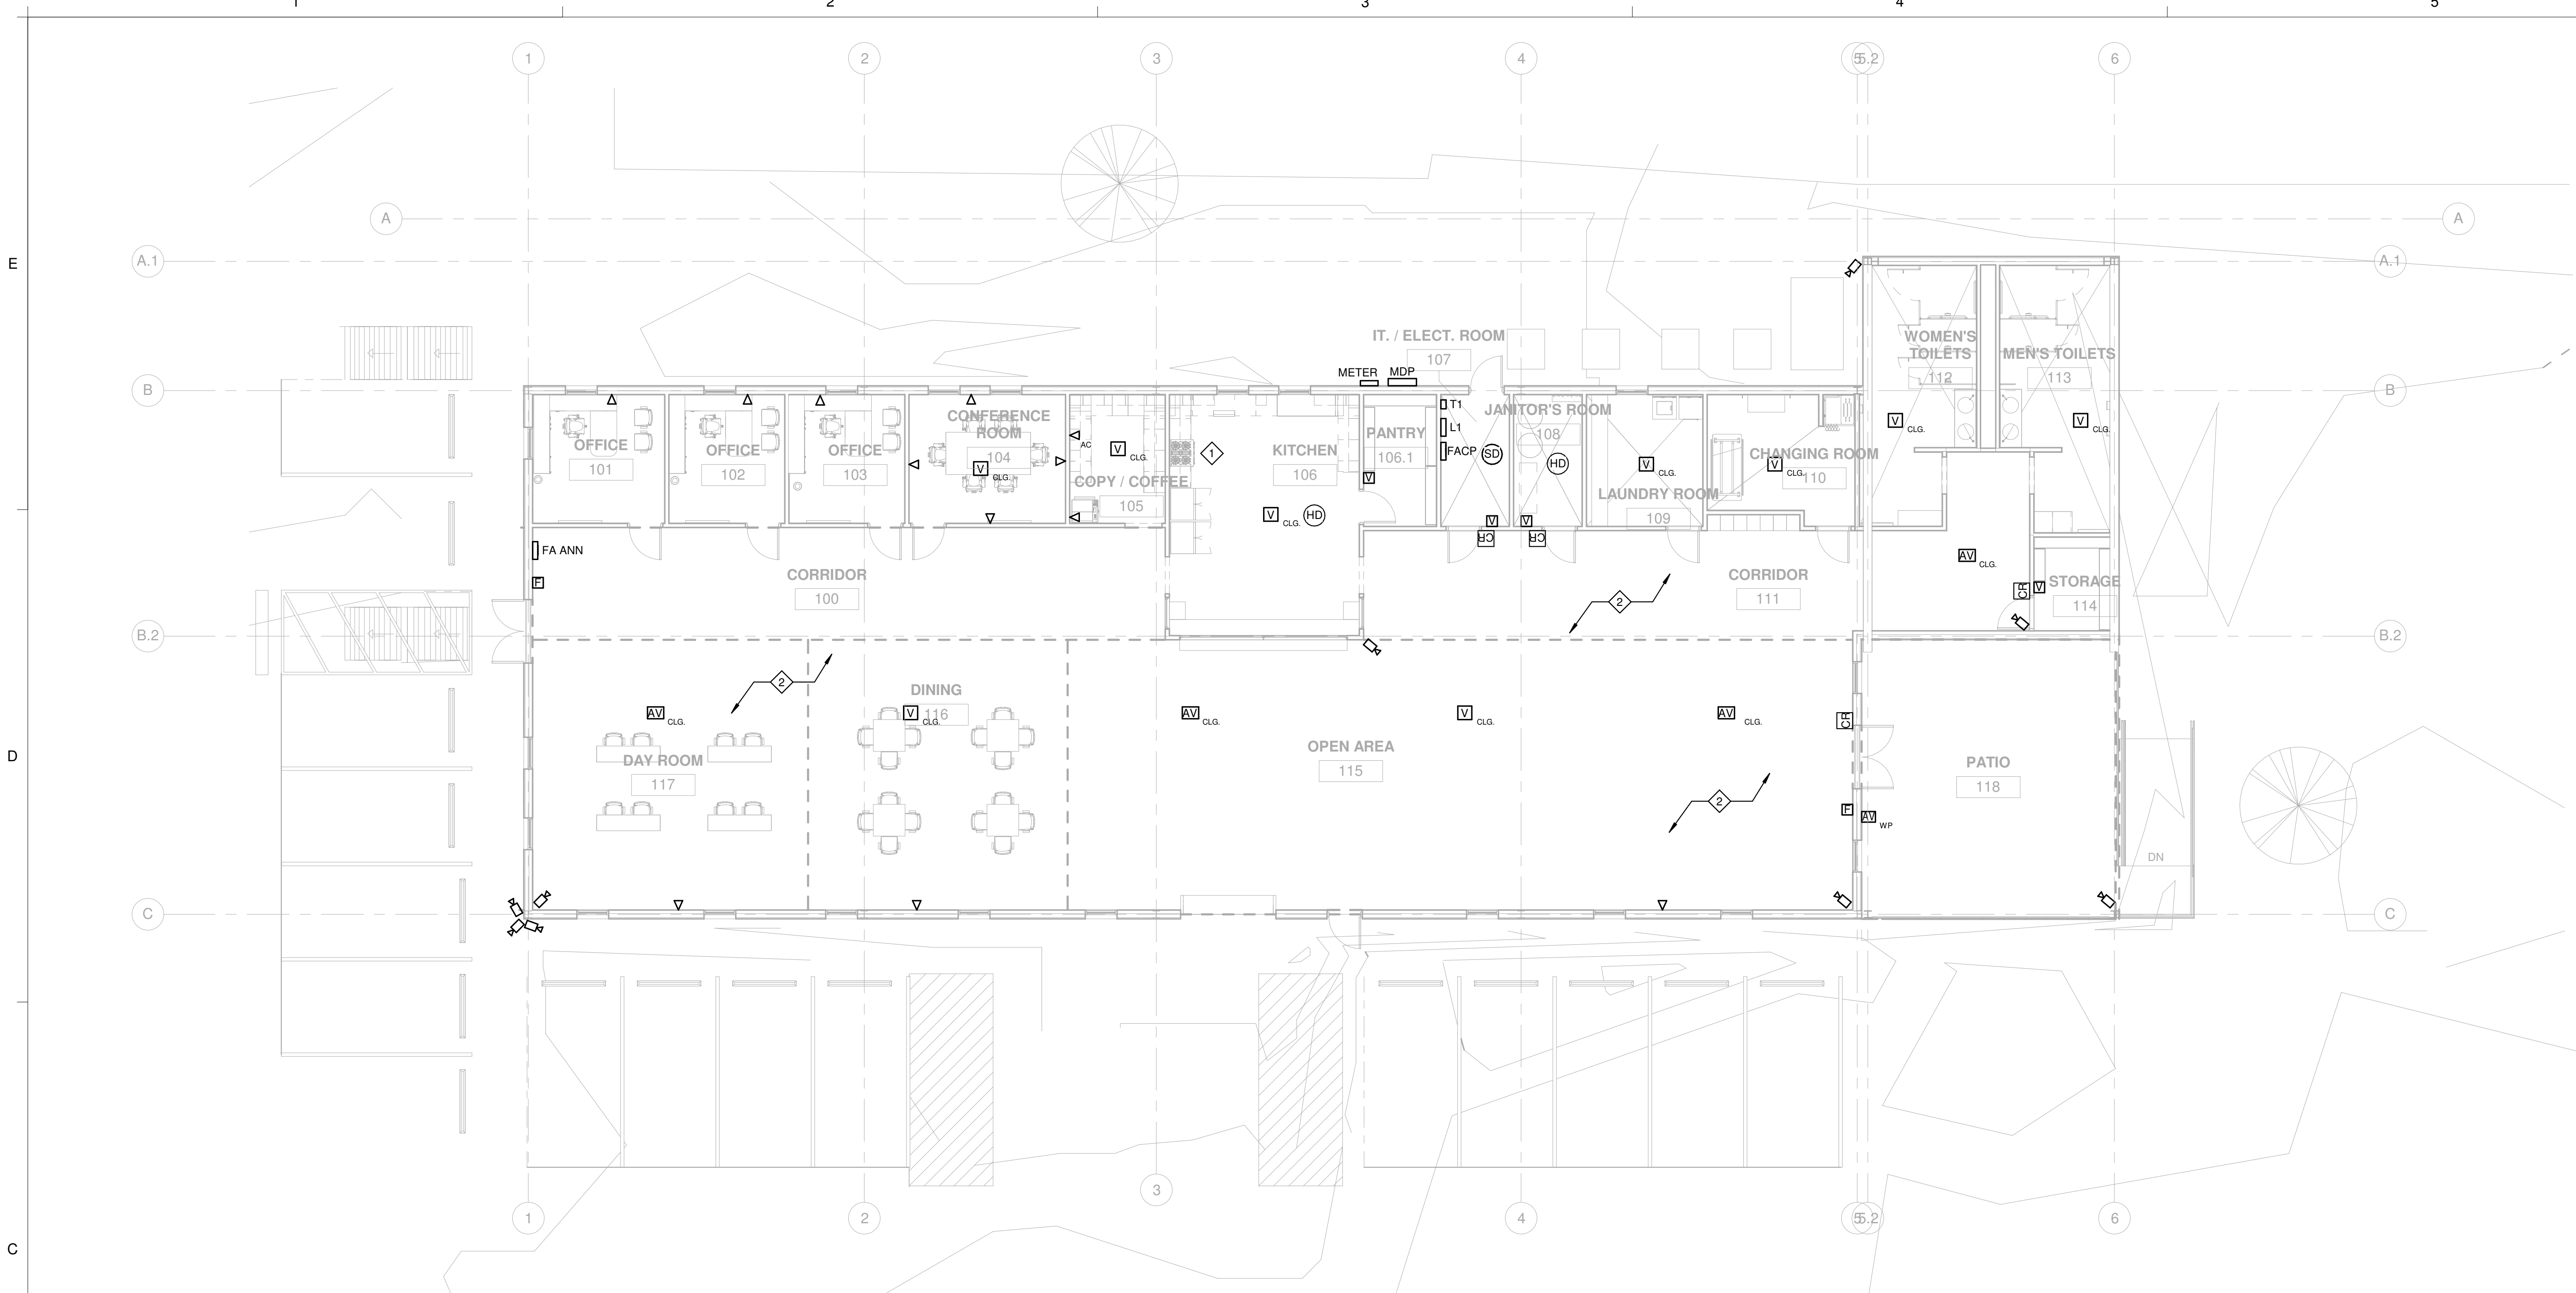 1 2 3 4 5
1 2 3 4 5 5.2 6
A A
E
A.1 A.1
WOMEN'S
TOILETS
112
MEN'S TOILETS
113
IT. / ELECT. ROOM
107
METER MDP
B B
T1
L1
FACP SD
JANITOR'S ROOM
108
HD
CONFERENCE
ROOM
104
V CLG.
OFFICE
101
OFFICE
102
OFFICE
103
AC
V CLG.
COPY / COFFEE
105
1
KITCHEN
106
V CLG. HD
PANTRY
106.1
V
V V
CR CR
V CLG.
LAUNDRY ROOM
109
V CLG.
CHANGING ROOM
110
V CLG.
V CLG.
FA ANN
F
CORRIDOR
100
2
CORRIDOR
111
AV CLG.
CR V
STORAGE
114
B.2 B.2
2
DINING
116
AV CLG.
V CLG.
AV CLG.
V CLG.
AV CLG.
CR
D
DAY ROOM
117
OPEN AREA
115
PATIO
118
2
F AV WP
DN
C C
1 2 3 4 5 5.2 6
C